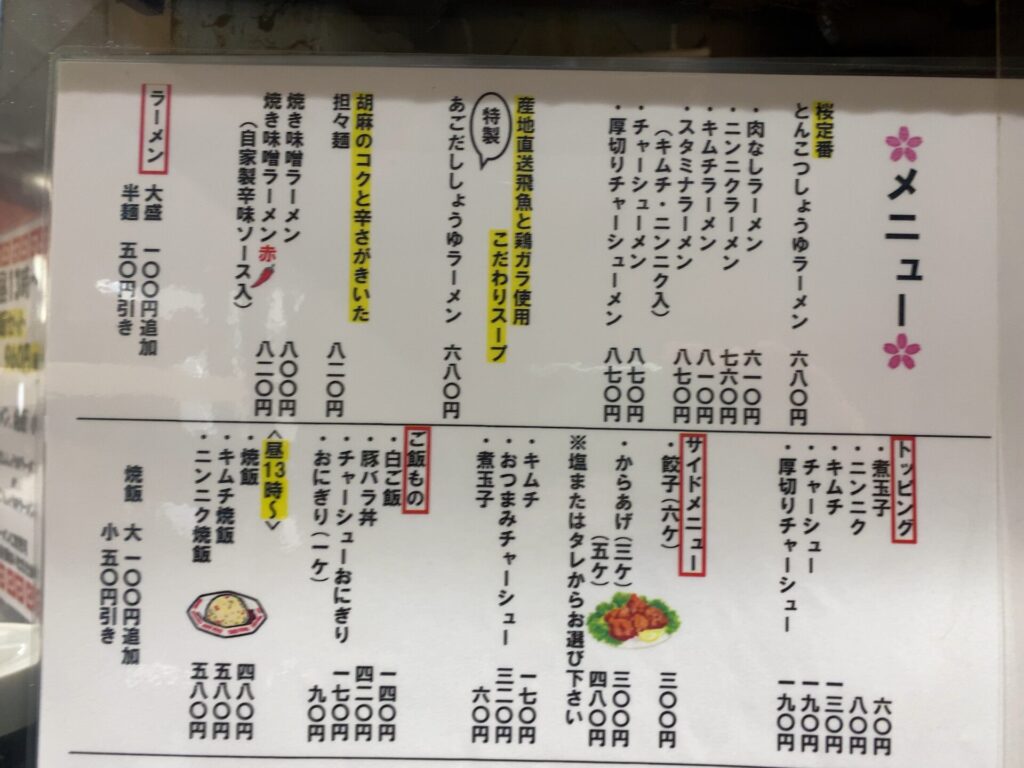 メニュー
桜定番
とんこつしょうゆラーメン 六八〇円
・肉なしラーメン 六一〇円
・ニンニクラーメン 七六〇円
・キムチラーメン 八一〇円
・スタミナラーメン 八七〇円
(キムチ・ニンニク入)
・チャーシューメン 八七〇円
・厚切りチャーシューメン 八七〇円
産地直送飛魚と鶏ガラ使用
こだわりスープ
特製
あごだししょうゆラーメン 六八〇円
胡麻のコクと辛さがきいた
担々麺 八二〇円
焼き味噌ラーメン 八〇〇円
焼き味噌ラーメン赤 八二〇円
(自家製辛味ソース入)
ラーメン
大盛 一〇〇円追加
半麺 五〇円引き
トッピング
・煮玉子 六〇円
・ニンニク 八〇円
・キムチ 一三〇円
・チャーシュー 一九〇円
・厚切りチャーシュー 一九〇円
サイドメニュー
・餃子(六ケ) 三〇〇円
・からあげ(三ケ) 三〇〇円
(五ケ) 四八〇円
※塩またはタレからお選び下さい
・キムチ 一七〇円
・おつまみチャーシュー 三二〇円
・煮玉子 六〇円
ご飯もの
・白ご飯 一四〇円
・豚バラ丼 四二〇円
・チャーシューおにぎり 一七〇円
・おにぎり(一ケ) 九〇円
<昼13時~>
・焼飯 四八〇円
・キムチ焼飯 五八〇円
・ニンニク焼飯 五八〇円
焼飯 大 一〇〇円追加
小 五〇円引き